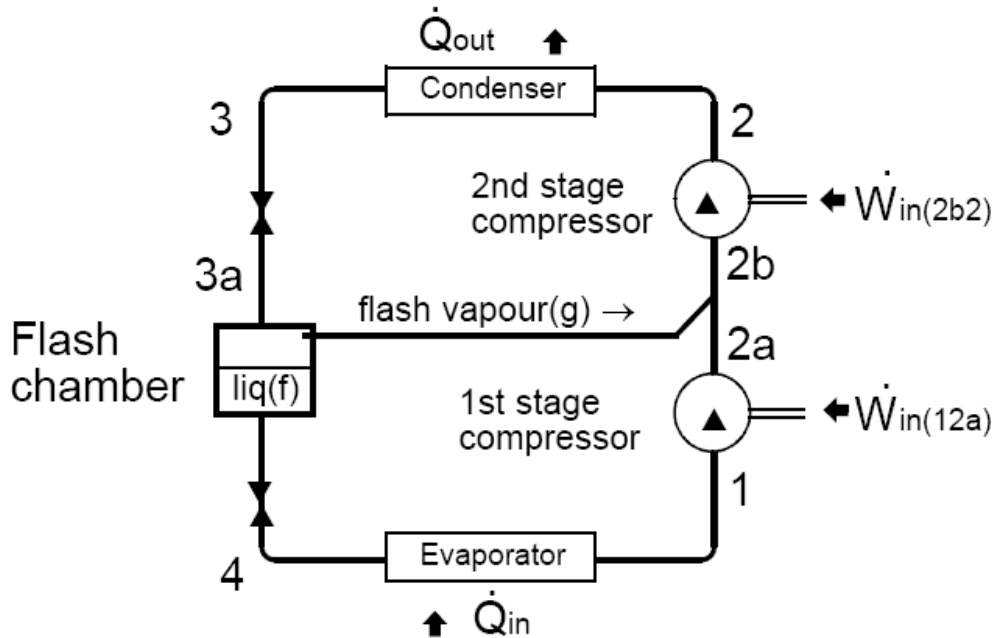 Q̇out
Condenser
3
2
2nd stage
compressor
Ẇin(2b2)
3a
2b
flash vapour(g) →
Flash
chamber
liq(f)
2a
1st stage
compressor
Ẇin(12a)
1
Evaporator
4
Q̇in